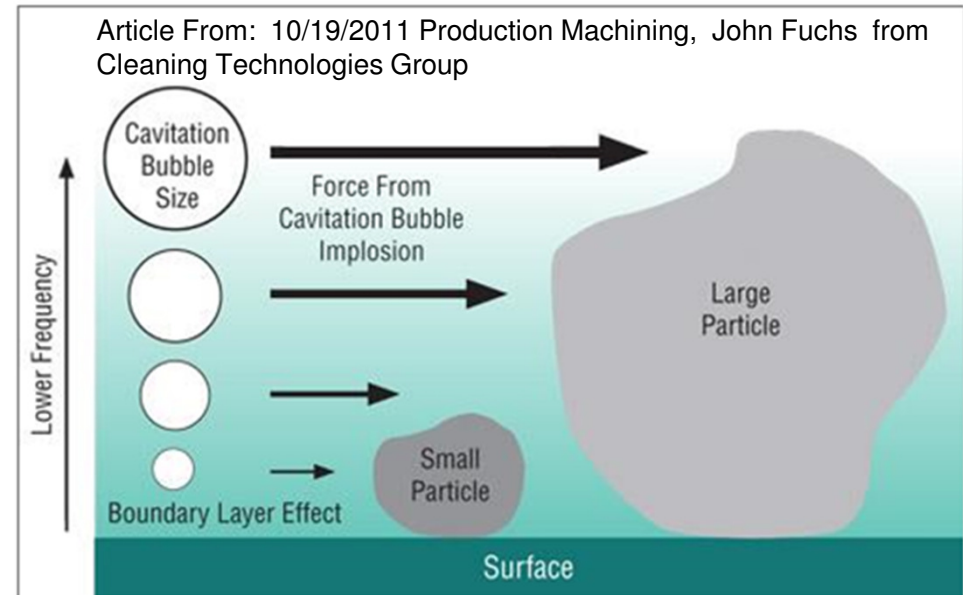 Article From:  10/19/2011 Production Machining,  John Fuchs  from
Cleaning Technologies Group
Cavitation
Bubble
Size
Force From
Cavitation Bubble
Implosion
Large
Particle
Lower Frequency
Small
Particle
Boundary Layer Effect
Surface